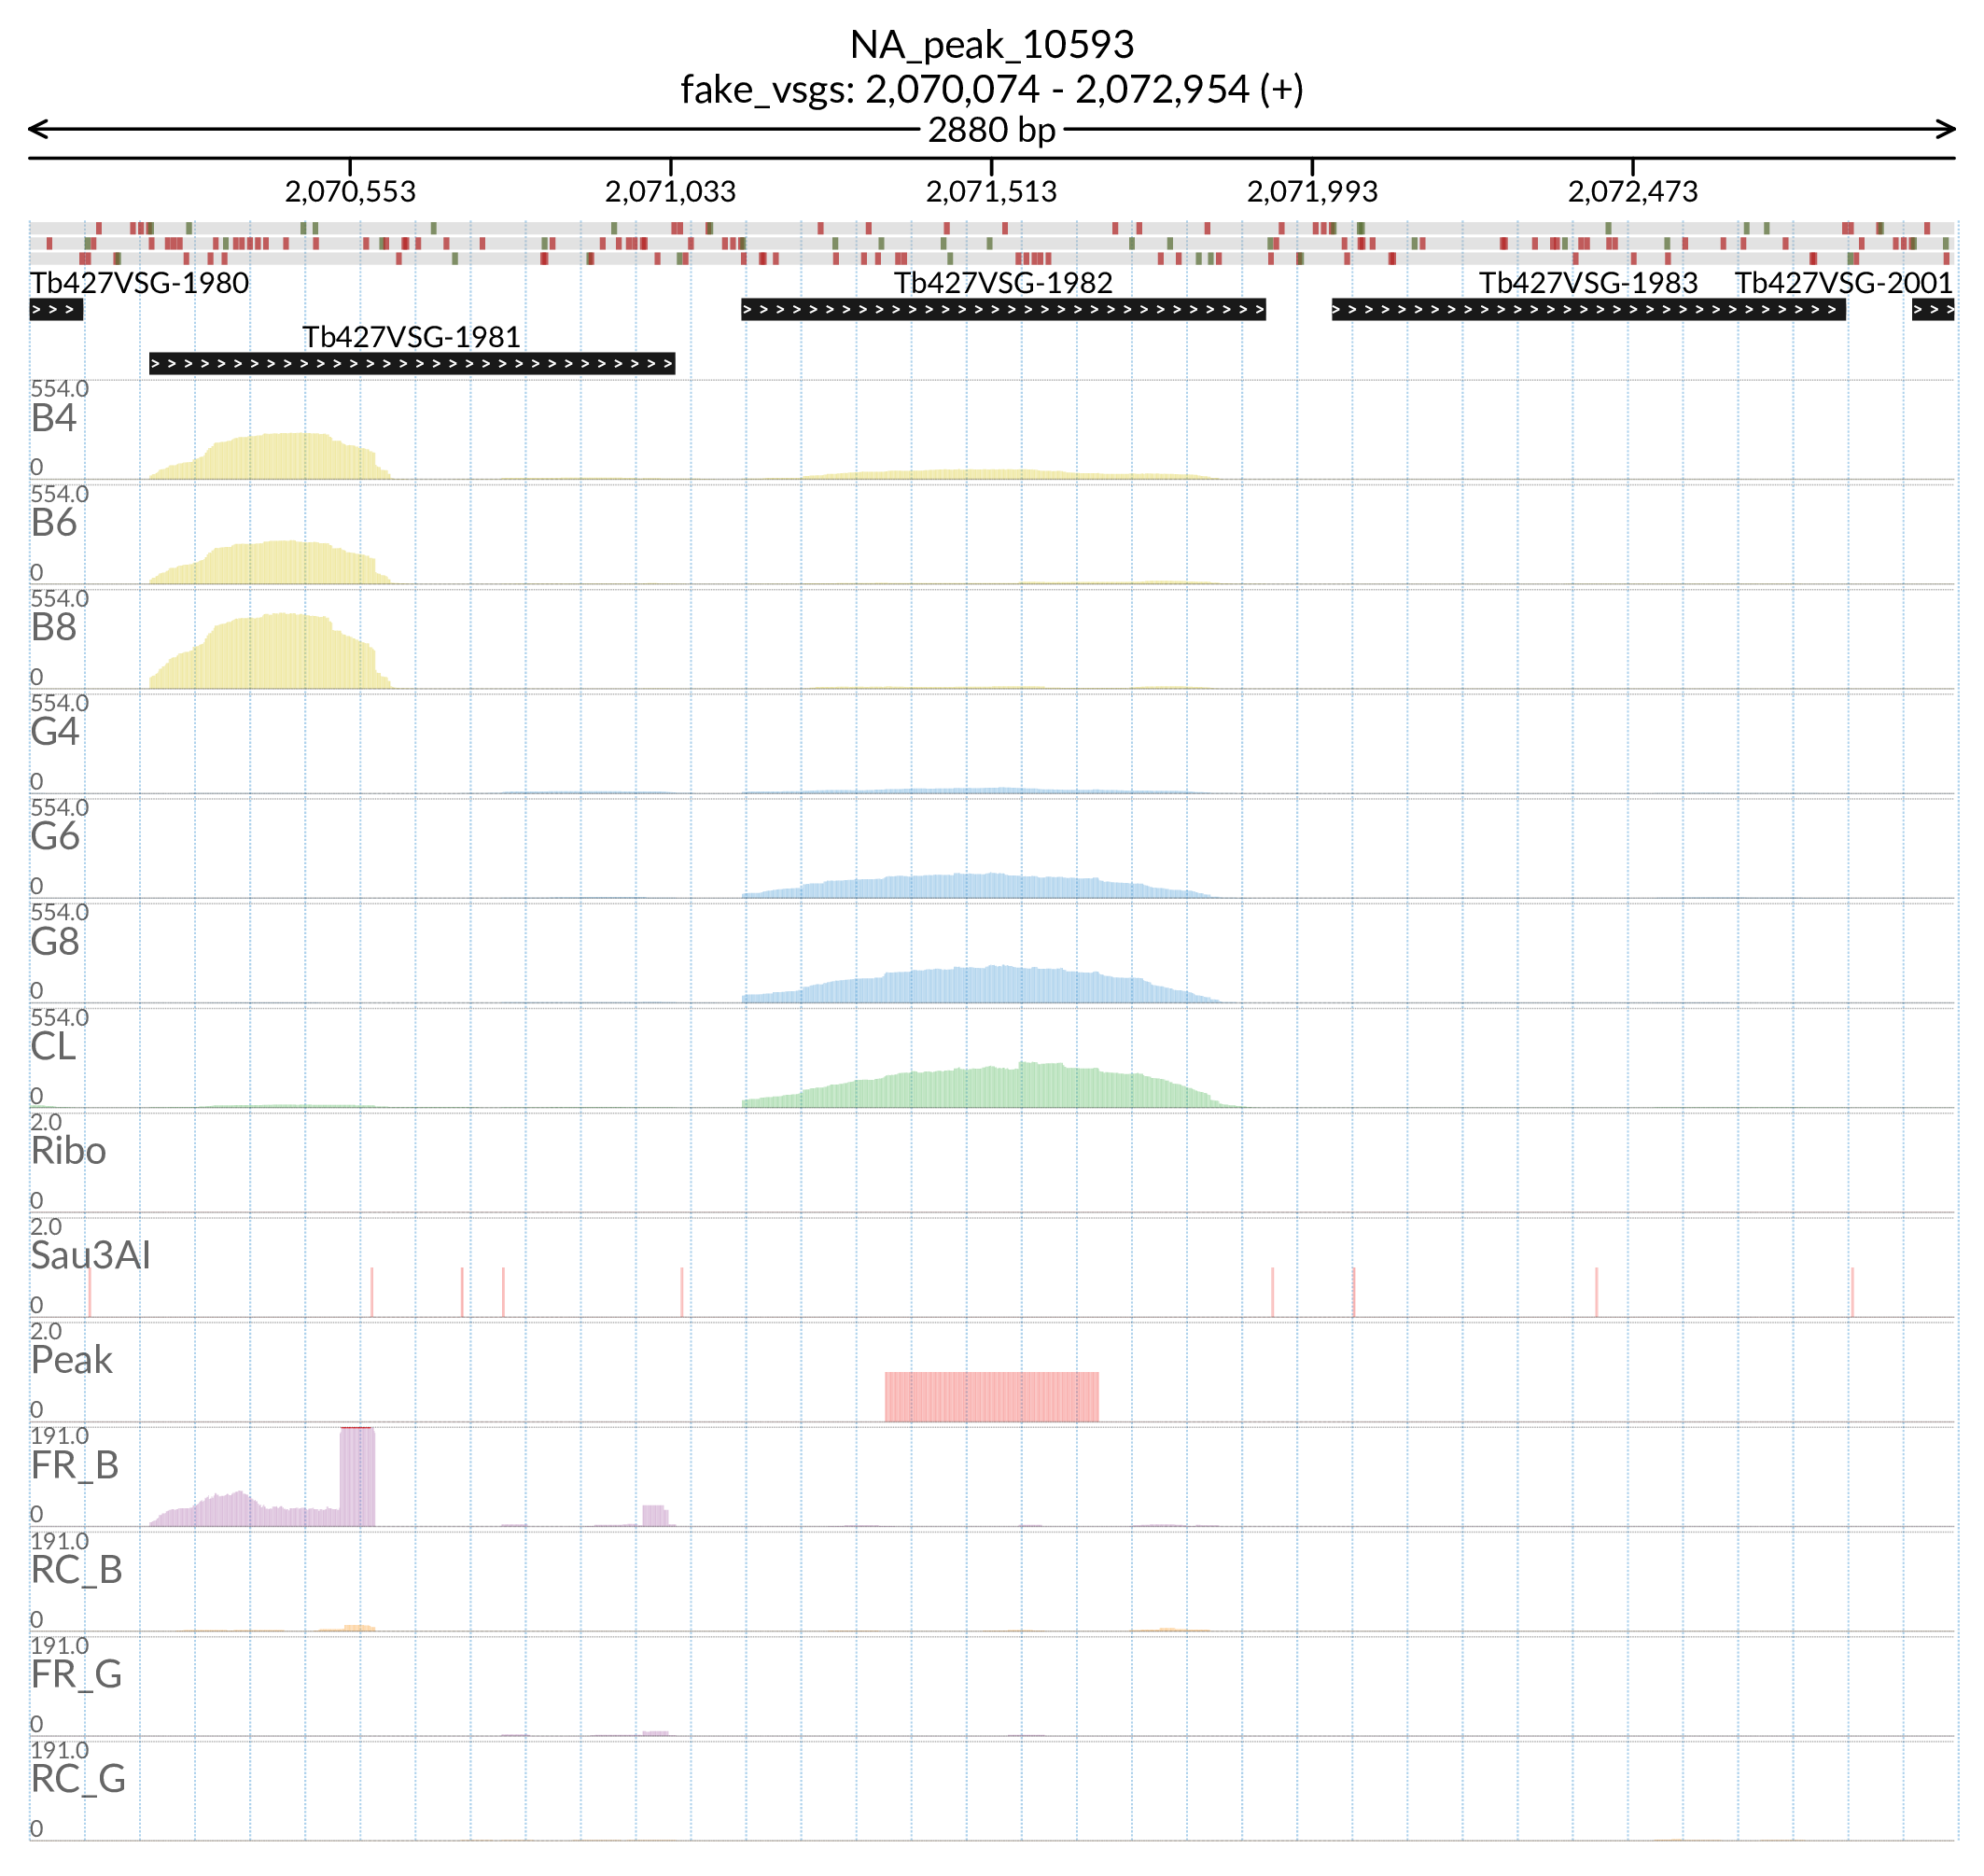 NA_peak_10593
fake_vsgs: 2,070,074 - 2,072,954 (+)
2880 bp
2,070,553 2,071,033 2,071,513 2,071,993 2,072,473
Tb427VSG-1980 Tb427VSG-1982 Tb427VSG-1983 Tb427VSG-2001
Tb427VSG-1981
554.0
B4
0
554.0
B6
0
554.0
B8
0
554.0
G4
0
554.0
G6
0
554.0
G8
0
554.0
CL
0
2.0
Ribo
0
2.0
Sau3AI
0
2.0
Peak
0
191.0
FR_B
0
191.0
RC_B
0
191.0
FR_G
0
191.0
RC_G
0